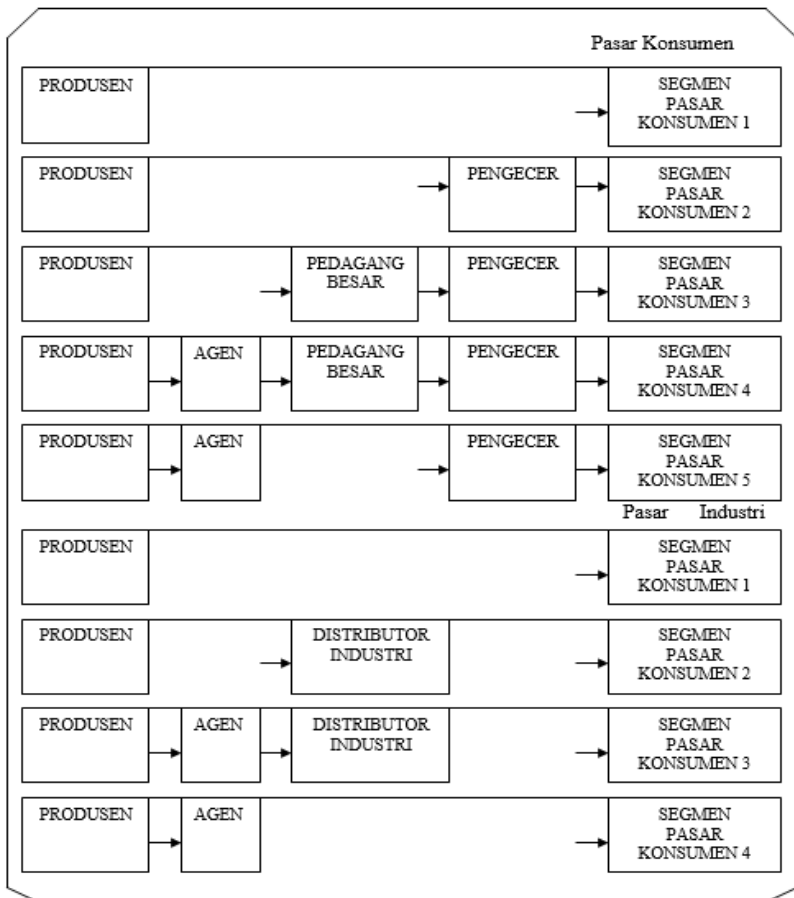 Pasar Konsumen
PRODUSEN
SEGMEN
PASAR
KONSUMEN 1
PRODUSEN
PENGECER
SEGMEN
PASAR
KONSUMEN 2
PRODUSEN
PEDAGANG
BESAR
PENGECER
SEGMEN
PASAR
KONSUMEN 3
PRODUSEN
AGEN
PEDAGANG
BESAR
PENGECER
SEGMEN
PASAR
KONSUMEN 4
PRODUSEN
AGEN
PENGECER
SEGMEN
PASAR
KONSUMEN 5
Pasar Industri
PRODUSEN
SEGMEN
PASAR
KONSUMEN 1
PRODUSEN
DISTRIBUTOR
INDUSTRI
SEGMEN
PASAR
KONSUMEN 2
PRODUSEN
AGEN
DISTRIBUTOR
INDUSTRI
SEGMEN
PASAR
KONSUMEN 3
PRODUSEN
AGEN
SEGMEN
PASAR
KONSUMEN 4